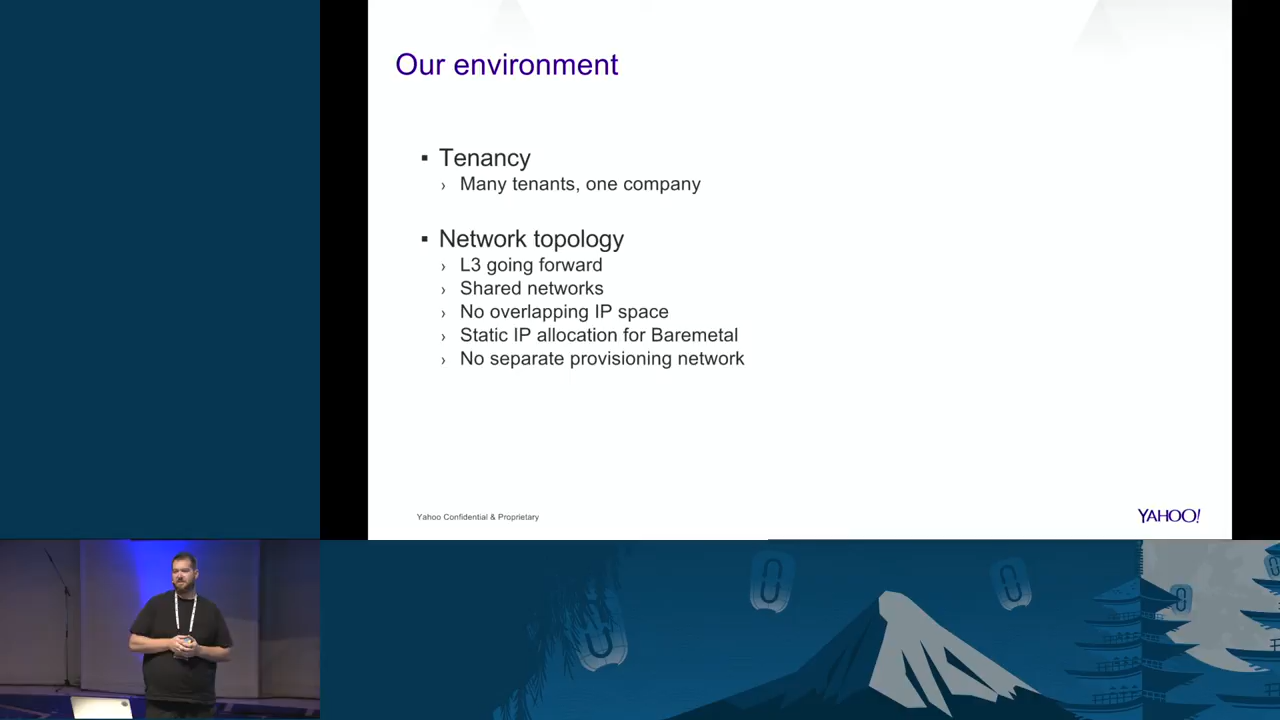 Our environment
▪ Tenancy
› Many tenants, one company
▪ Network topology
› L3 going forward
› Shared networks
› No overlapping IP space
› Static IP allocation for Baremetal
› No separate provisioning network
Yahoo Confidential & Proprietary
YAHOO!